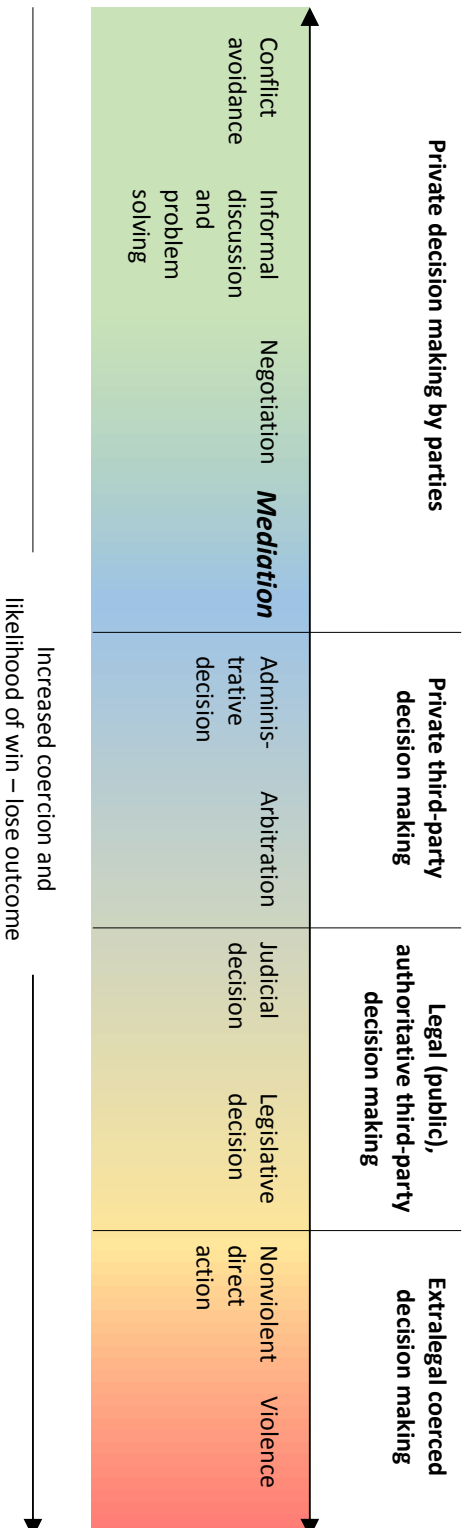 Private decision making by parties
Private third-party
decision making
Legal (public),
authoritative third-party
decision making
Extralegal coerced
decision making
Conflict
avoidance
Informal
discussion
and
problem
solving
Negotiation
Mediation
Adminis-
trative
decision
Arbitration
Judicial
decision
Legislative
decision
Nonviolent
direct
action
Violence
Increased coercion and
likelihood of win – lose outcome